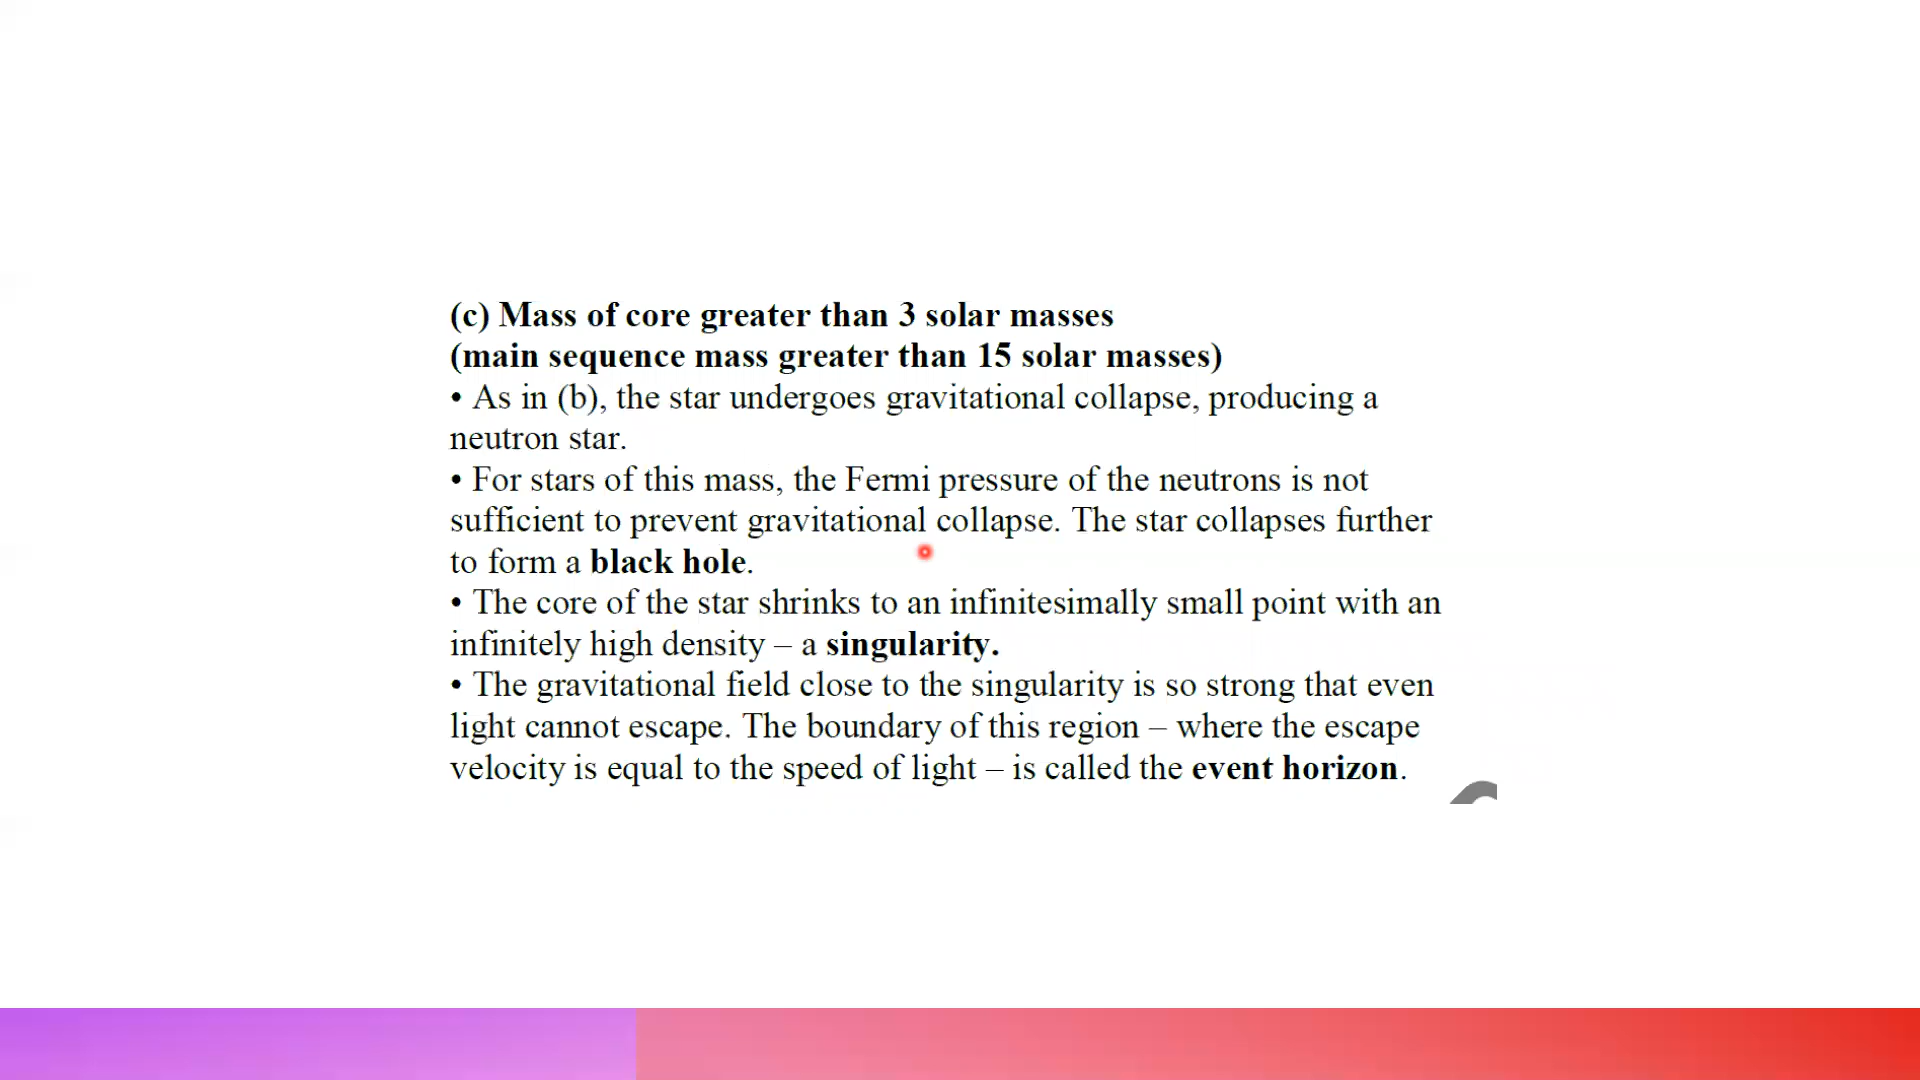 (c) Mass of core greater than 3 solar masses
(main sequence mass greater than 15 solar masses)
• As in (b), the star undergoes gravitational collapse, producing a
neutron star.
• For stars of this mass, the Fermi pressure of the neutrons is not
sufficient to prevent gravitational collapse. The star collapses further
to form a black hole.
• The core of the star shrinks to an infinitesimally small point with an
infinitely high density – a singularity.
• The gravitational field close to the singularity is so strong that even
light cannot escape. The boundary of this region – where the escape
velocity is equal to the speed of light – is called the event horizon.